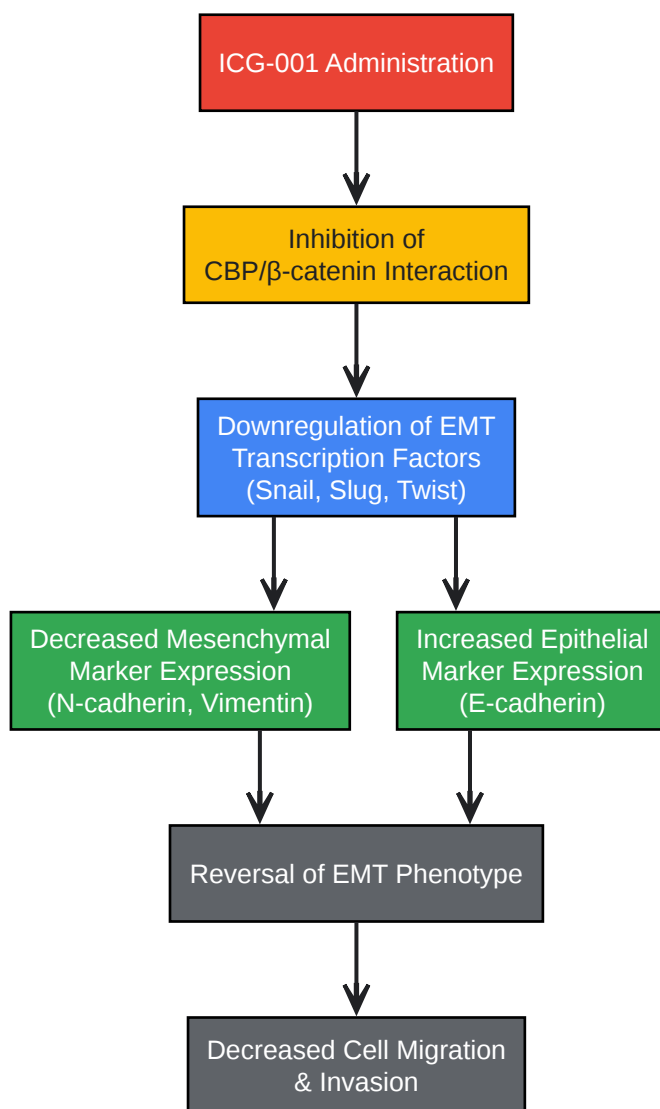 ICG-001 Administration
Inhibition of
CBP/β-catenin Interaction
Downregulation of EMT
Transcription Factors
(Snail, Slug, Twist)
Decreased Mesenchymal
Marker Expression
(N-cadherin, Vimentin)
Increased Epithelial
Marker Expression
(E-cadherin)
Reversal of EMT Phenotype
Decreased Cell Migration
& Invasion